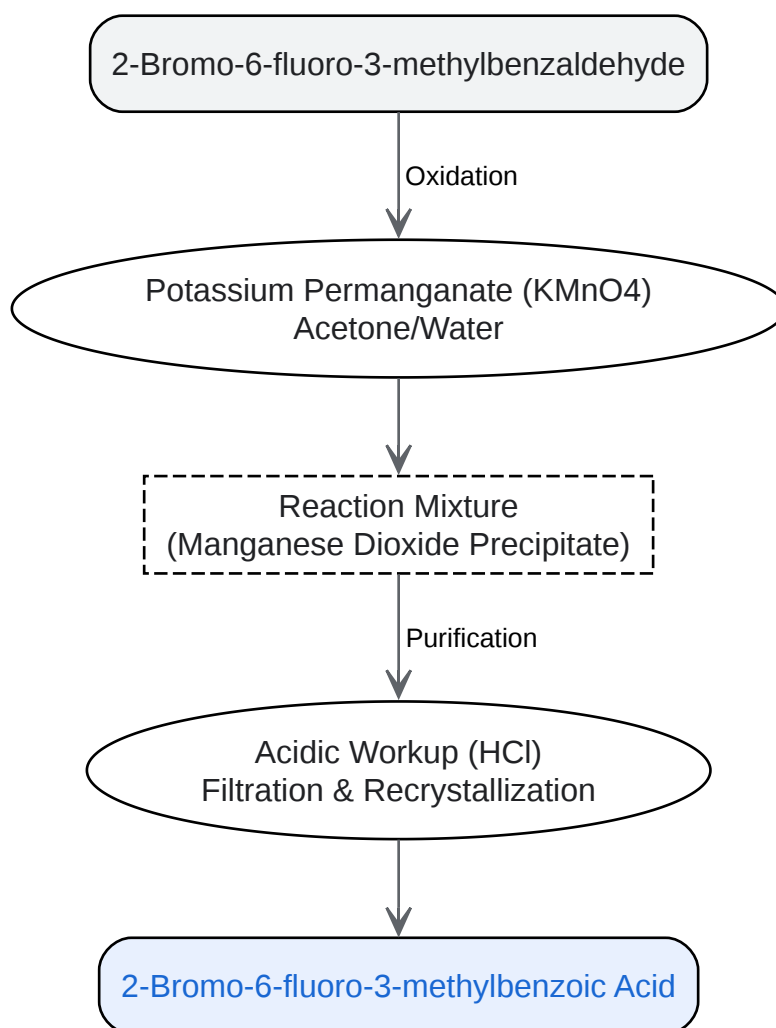 2-Bromo-6-fluoro-3-methylbenzaldehyde
Oxidation
Potassium Permanganate (KMnO4)
Acetone/Water
Reaction Mixture
(Manganese Dioxide Precipitate)
Purification
Acidic Workup (HCl)
Filtration & Recrystallization
2-Bromo-6-fluoro-3-methylbenzoic Acid